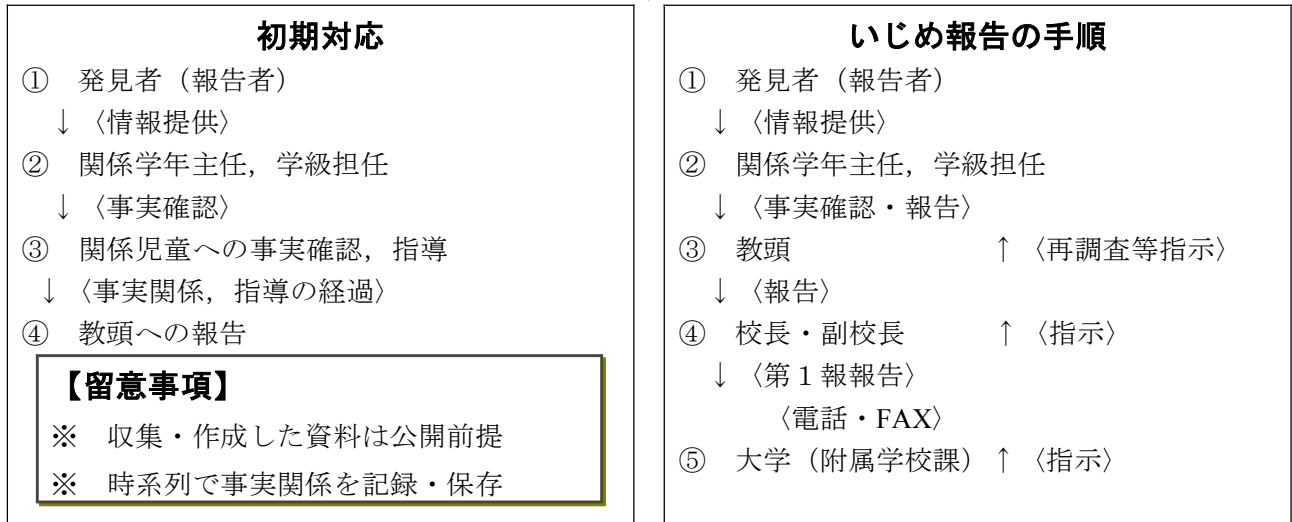 初期対応
① 発見者（報告者）
↓〈情報提供〉
② 関係学年主任，学級担任
↓〈事実確認〉
③ 関係児童への事実確認，指導
↓〈事実関係，指導の経過〉
④ 教頭への報告
【留意事項】
※ 収集・作成した資料は公開前提
※ 時系列で事実関係を記録・保存
いじめ報告の手順
① 発見者（報告者）
↓〈情報提供〉
② 関係学年主任，学級担任
↓〈事実確認・報告〉
③ 教頭 ↑〈再調査等指示〉
↓〈報告〉
④ 校長・副校長 ↑〈指示〉
↓〈第１報報告〉
〈電話・FAX〉
⑤ 大学（附属学校課）↑〈指示〉